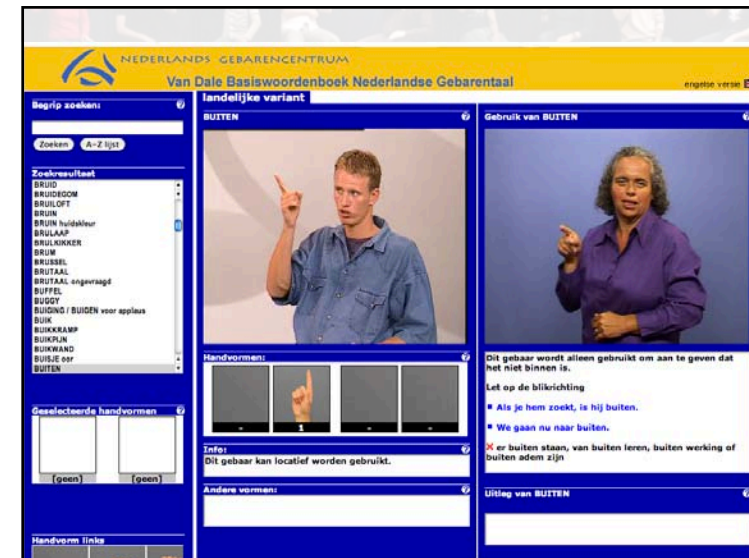 NEDERLANDS GEBARENCENTRUM
Van Dale Basiswoordenboek Nederlandse Gebarentaal
engelse versie
Begrip zoeken:
Zoeken
A-Z lijst
Zoekresultaat
BRUID
BRUIDEGOM
BRUILOFT
BRUIN
BRUIN huidskleur
BRULAAP
BRULKIKKER
BRUM
BRUSSEL
BRUTAAL
BRUTAAL ongevraagd
BUFFEL
BUGGY
BUIGING / BUIGEN voor applaus
BUIK
BUIKKRAMP
BUIKPIJN
BUIKWAND
BUISJE oor
BUITEN
Geselecteerde handvormen
[geen]
[geen]
Handvorm links
landelijke variant
BUITEN
Handvormen:
-
1
-
-
Info:
Dit gebaar kan locatief worden gebruikt.
Andere vormen:
Gebruik van BUITEN
Dit gebaar wordt alleen gebruikt om aan te geven dat
het niet binnen is.
Let op de blikrichting
Als je hem zoekt, is hij buiten.
We gaan nu naar buiten.
X er buiten staan, van buiten leren, buiten werking of
buiten adem zijn
Uitleg van BUITEN